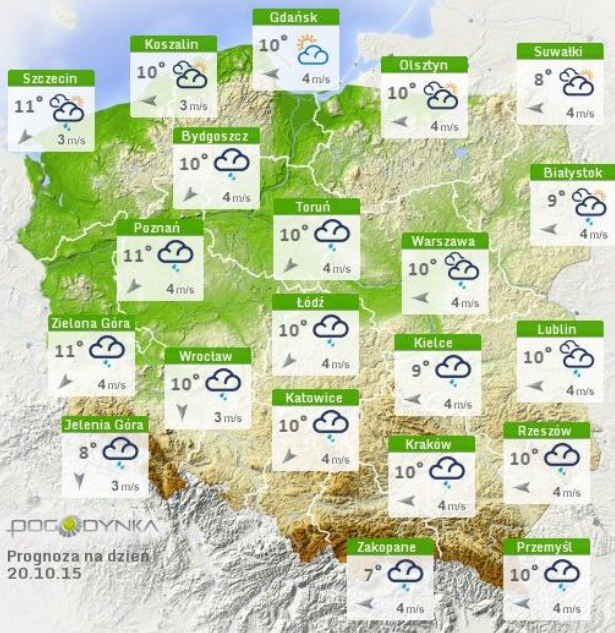 Gdańsk
10°
4 m/s
Koszalin
10°
3 m/s
Olsztyn
10°
4 m/s
Suwałki
8°
4 m/s
Szczecin
11°
3 m/s
Bydgoszcz
10°
4 m/s
Białystok
9°
4 m/s
Toruń
10°
4 m/s
Poznań
11°
4 m/s
Warszawa
10°
4 m/s
Łódź
10°
4 m/s
Zielona Góra
11°
4 m/s
Lublin
10°
4 m/s
Kielce
9°
4 m/s
Wrocław
10°
3 m/s
Katowice
10°
4 m/s
Jelenia Góra
8°
3 m/s
Rzeszów
10°
4 m/s
Kraków
10°
4 m/s
POGODYNKA
Prognoza na dzień
20.10.15
Zakopane
7°
4 m/s
Przemyśl
10°
4 m/s